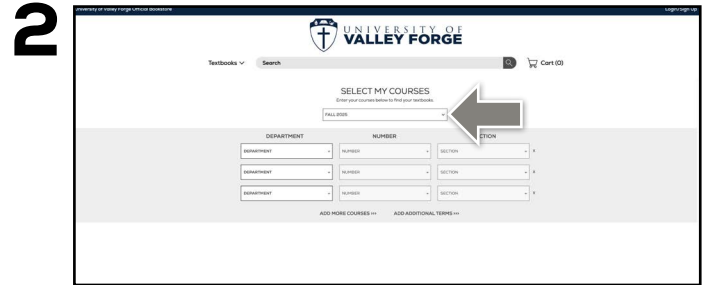 2
University of Valley Forge Official Bookstore
Login/Sign Up
UNIVERSITY OF
VALLEY FORGE
Textbooks Search Cart (0)
SELECT MY COURSES
Enter your courses below to find your textbooks.
FALL 2025
DEPARTMENT NUMBER CTION
DEPARTMENT NUMBER SECTION X
DEPARTMENT NUMBER SECTION X
DEPARTMENT NUMBER SECTION X
ADD MORE COURSES >>> ADD ADDITIONAL TERMS >>>